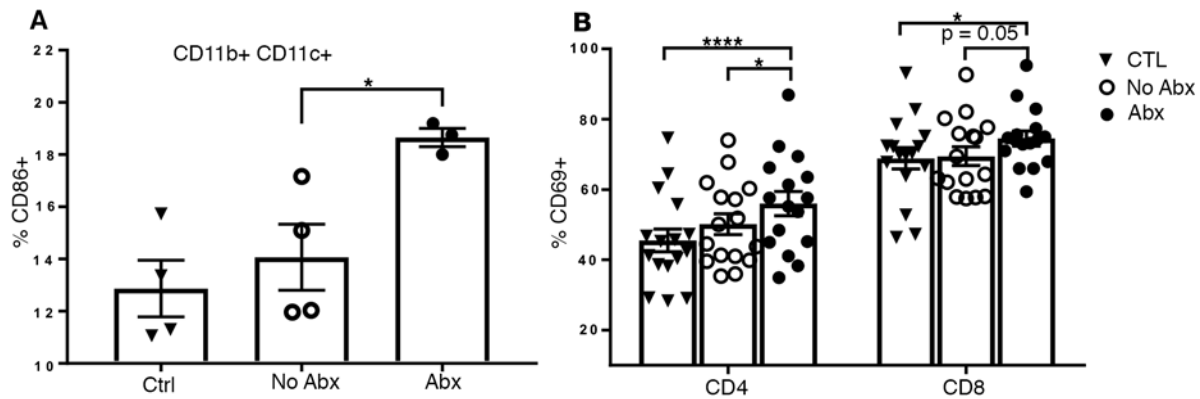 A
CD11b+ CD11c+
*
% CD86+
22
20
18
16
14
12
10
Ctrl
No Abx
Abx
B
*
p = 0.05
****
*
% CD69+
100
80
60
40
20
CD4
CD8
CTL
No Abx
Abx